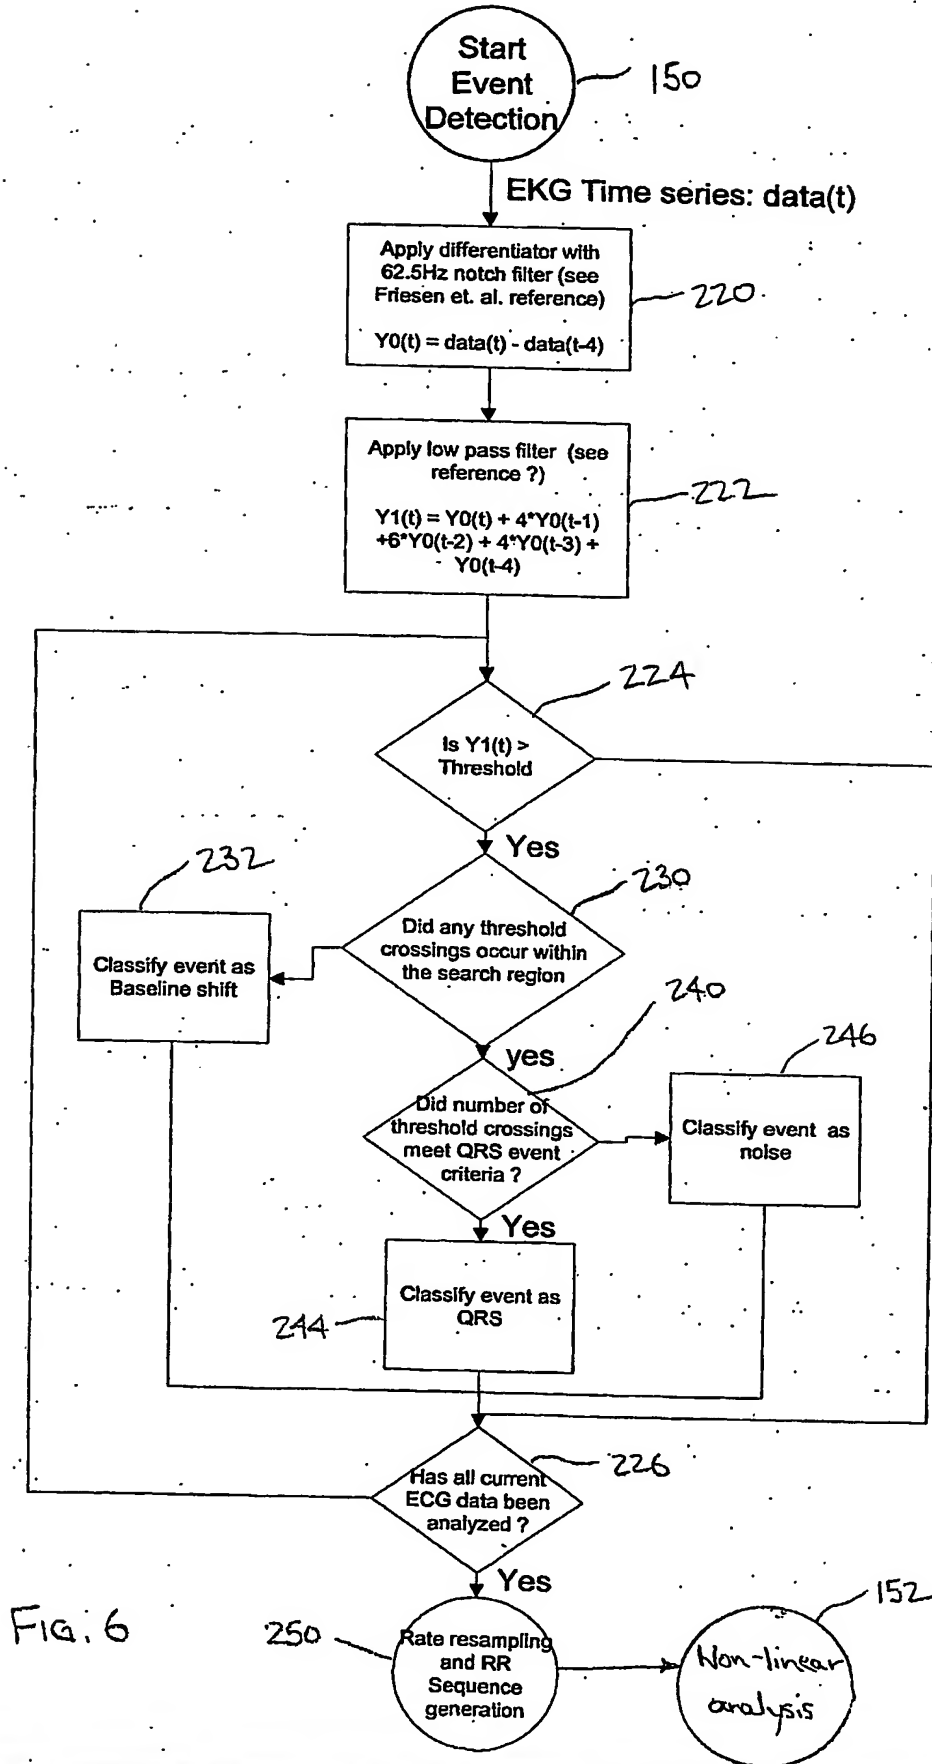 Start
Event
Detection
150
EKG Time series: data(t)
Apply differentiator with
62.5Hz notch filter (see
Friesen et. al. reference)
Y0(t) = data(t) - data(t-4)
220
Apply low pass filter (see
reference ?)
Y1(t) = Y0(t) + 4*Y0(t-1)
+6*Y0(t-2) + 4*Y0(t-3) +
Y0(t-4)
222
224
Is Y1(t) >
Threshold
Yes
232
230
Did any threshold
crossings occur within
the search region
Classify event as
Baseline shift
240
yes
246
Did number of
threshold crossings
meet QRS event
criteria ?
Classify event as
noise
Yes
Classify event as
QRS
244
226
Has all current
ECG data been
analyzed ?
Yes
152
FIG. 6
250
Rate resampling
and RR
Sequence
generation
Non-linear
analysis